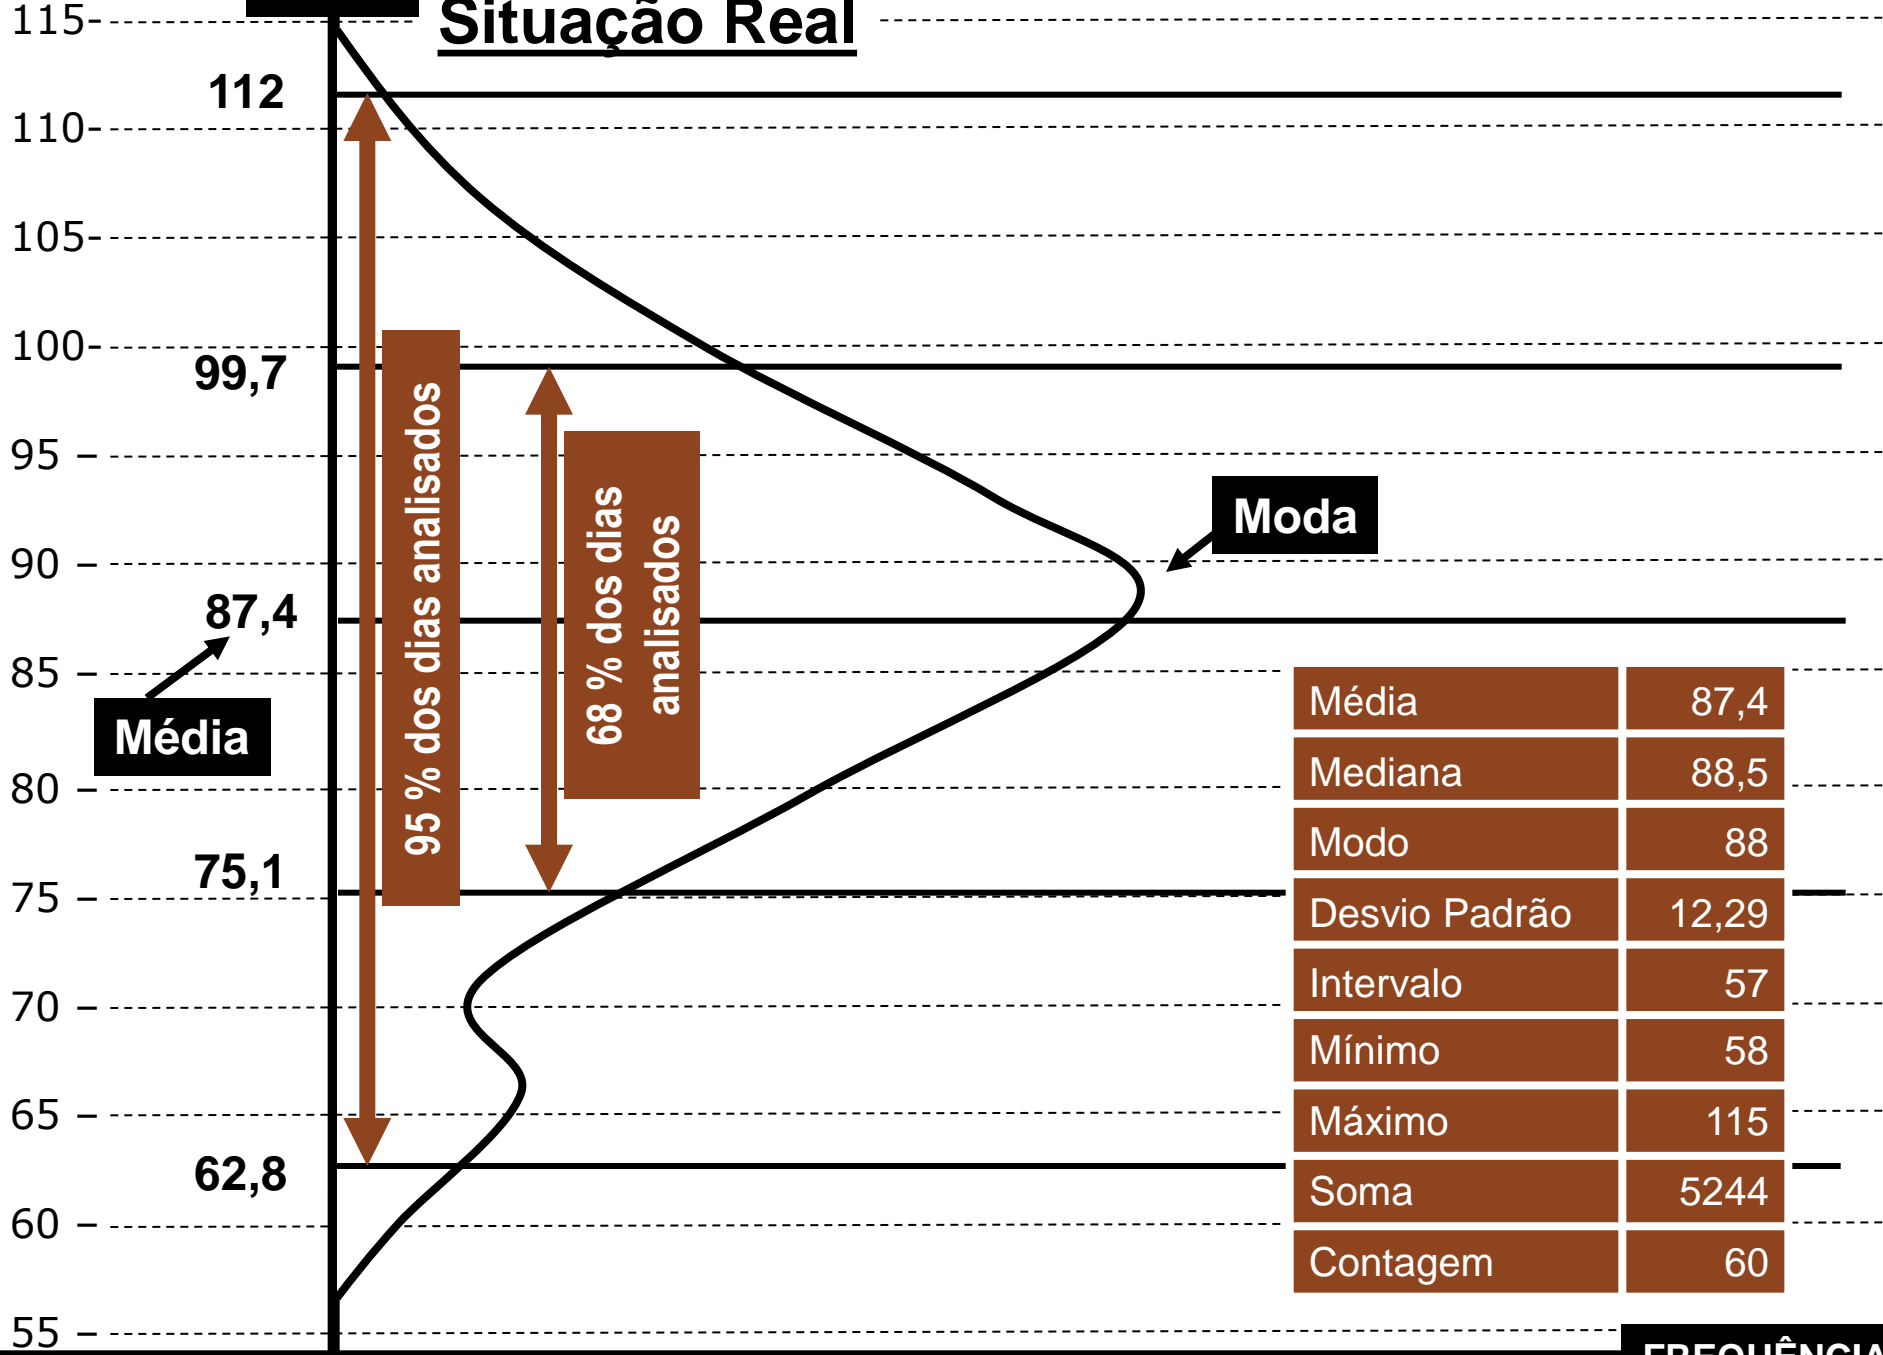 Situação Real
115-
112
110-
105-
100-
99,7
95 –
90 –
87,4
85 –
Média
80 –
75,1
75 –
70 –
65 –
62,8
60 –
55 –
95 % dos dias analisados
68 % dos dias
analisados
Moda
Média 87,4
Mediana 88,5
Modo 88
Desvio Padrão 12,29
Intervalo 57
Mínimo 58
Máximo 115
Soma 5244
Contagem 60
FREQUÊNCIA